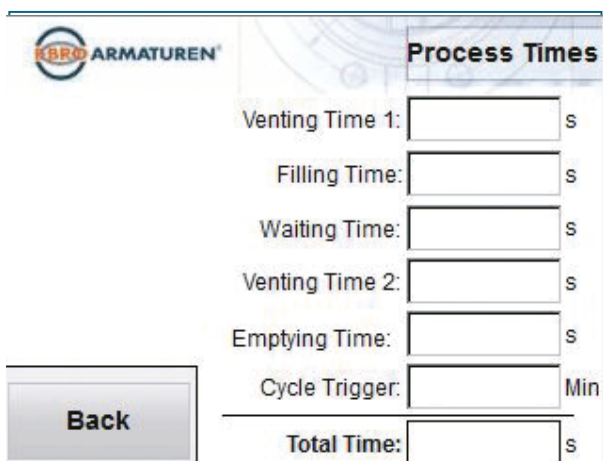 EBRO ARMATUREN®
Process Times
Venting Time 1: s
Filling Time: s
Waiting Time: s
Venting Time 2: s
Emptying Time: s
Cycle Trigger: Min
Back
Total Time: s